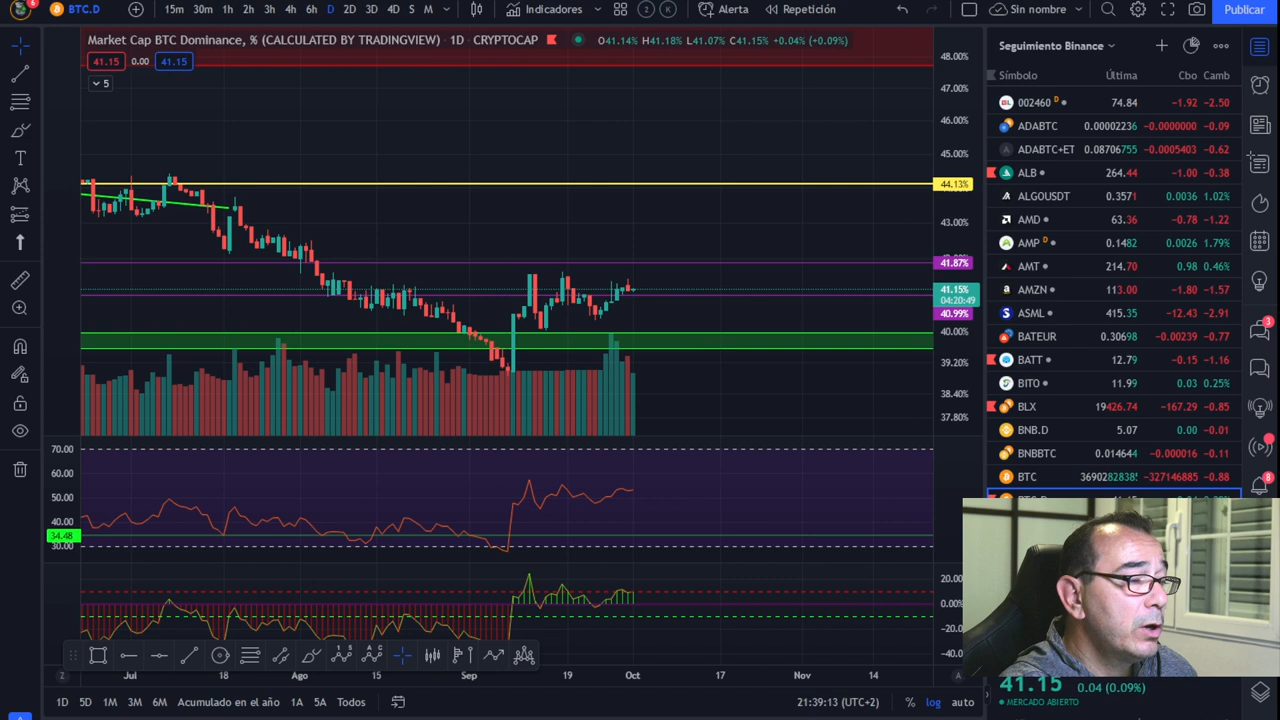 6
BTC.D
15m 30m 1h 2h 3h 4h 6h D 2D 3D 4D S M
Indicadores
2
Alerta
Repetición
Sin nombre
Publicar
Market Cap BTC Dominance, % (CALCULATED BY TRADINGVIEW) · 1D · CRYPTOCAP
O41.14% H41.18% L41.07% C41.15% +0.04 (+0.09%)
41.15 0.00 41.15
5
48.00%
47.00%
46.00%
45.00%
44.13%
43.00%
41.87%
41.15%
04:20:49
40.99%
40.00%
39.20%
38.40%
37.80%
70.00
60.00
50.00
40.00
34.48
30.00
20.00
0.00%
Jul 18 Ago 15 Sep 19 Oct 17 Nov 14
Z
A
1D 5D 1M 3M 6M Acumulado en el año 1A 5A Todos
21:39:13 (UTC+2)
% log auto
Seguimiento Binance
Símbolo Última Cbo Camb
002460 D 74.84 −1.92 −2.50
ADABTC 0.00002236 −0.0000000 −0.09
ADABTC+ET 0.08706755 −0.0005403 −0.62
ALB 264.44 −1.00 −0.38
ALGOUSDT 0.3571 0.0036 1.02%
AMD 63.36 −0.78 −1.22
AMP D 0.1482 0.0026 1.79%
AMT 214.70 0.98 0.46%
AMZN 113.00 −1.80 −1.57
ASML 415.35 −12.43 −2.91
BATEUR 0.30698 −0.00239 −0.77
BATT 12.79 −0.15 −1.16
BITO 11.99 0.03 0.25%
BLX 19426.74 −167.29 −0.85
BNB.D 5.07 0.00 −0.01
BNBBTC 0.014644 −0.000016 −0.11
BTC 3690282838 −327146885 −0.88
3
8
41.15 0.04 (0.09%)
MERCADO ABIERTO